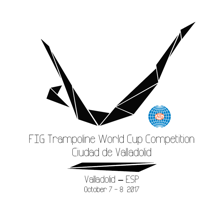 FIG Trampoline World Cup Competition
Ciudad de Valladolid
Valladolid – ESP
October 7 - 8 2017